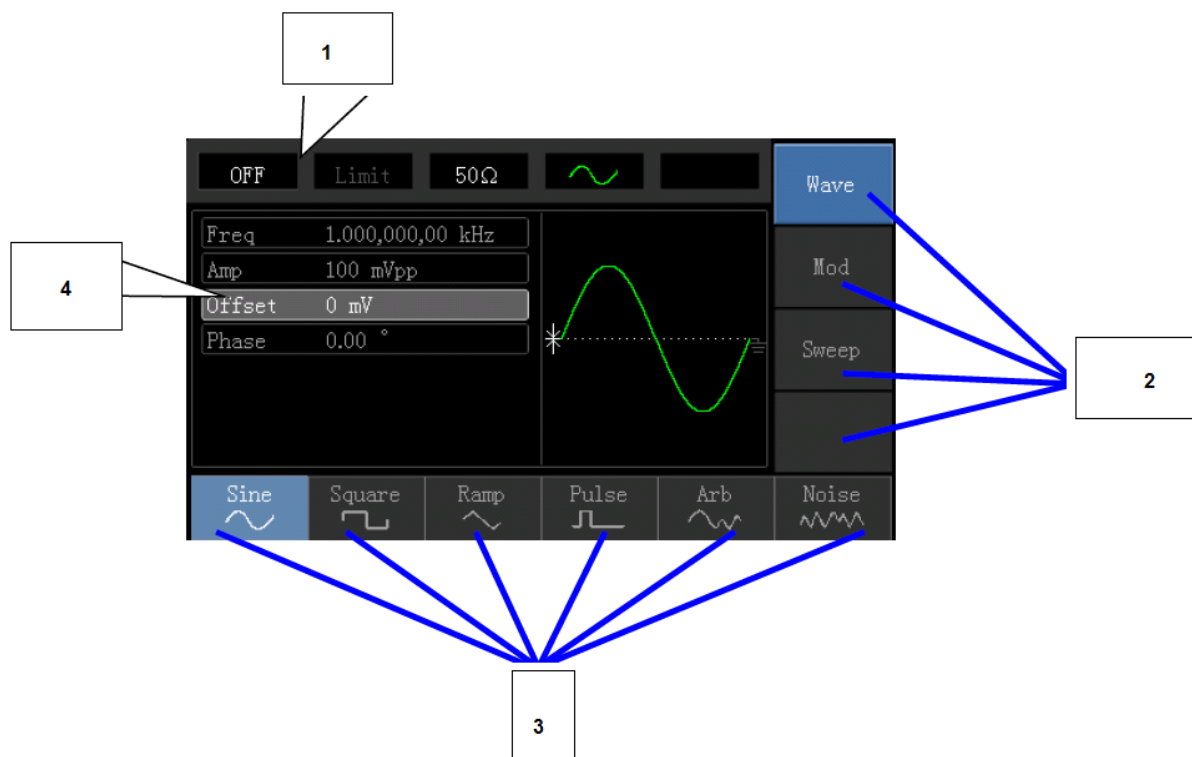 1
OFF Limit 50Ω Wave
Freq 1.000,000,00 kHz
Amp 100 mVpp
Offset 0 mV
Phase 0.00 °
Mod
Sweep
4
2
Sine Square Ramp Pulse Arb Noise
3